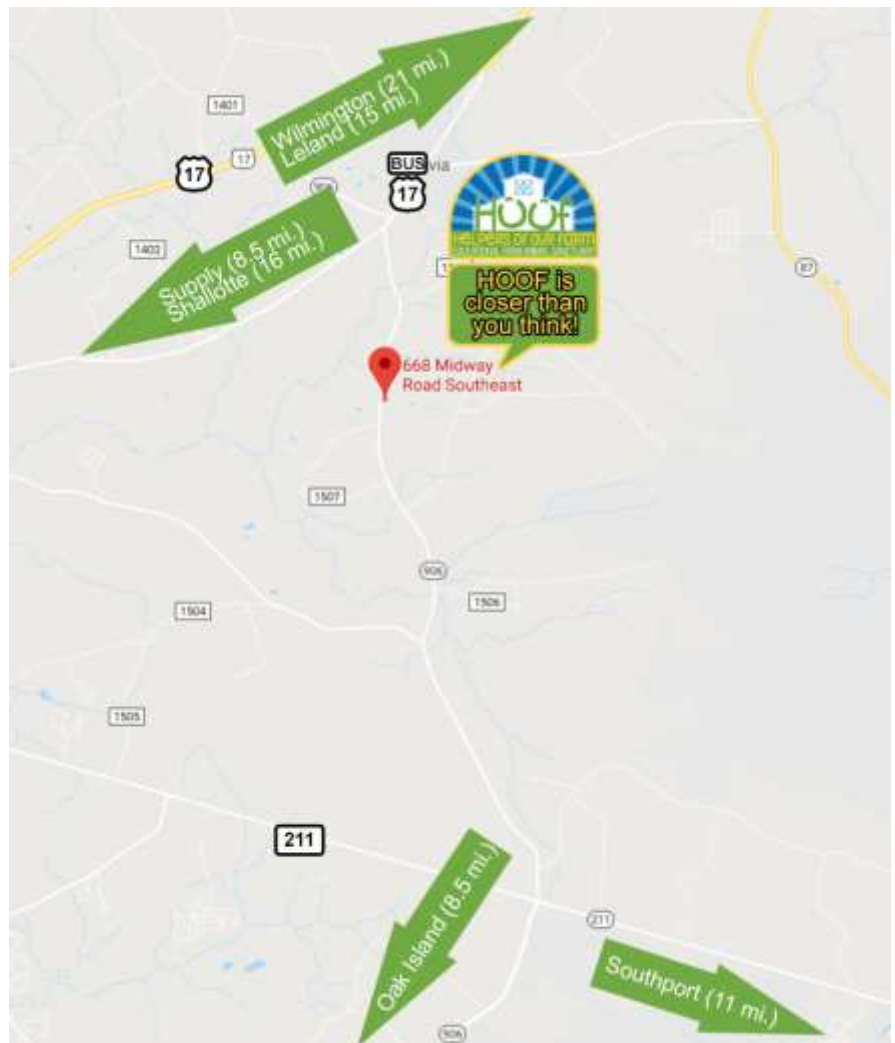 Wilmington (21 mi.)
Leland (15 mi.)
1401
17
17
BUS
via
17
906
Supply (8.5 mi.)
Shallotte (16 mi.)
1403
HOOF
HELPERS OF OUR FARM
HOOF is
closer than
you think!
87
668 Midway
Road Southeast
1507
906
1506
1504
1505
211
Oak Island (8.5 mi.)
211
Southport (11 mi.)
906